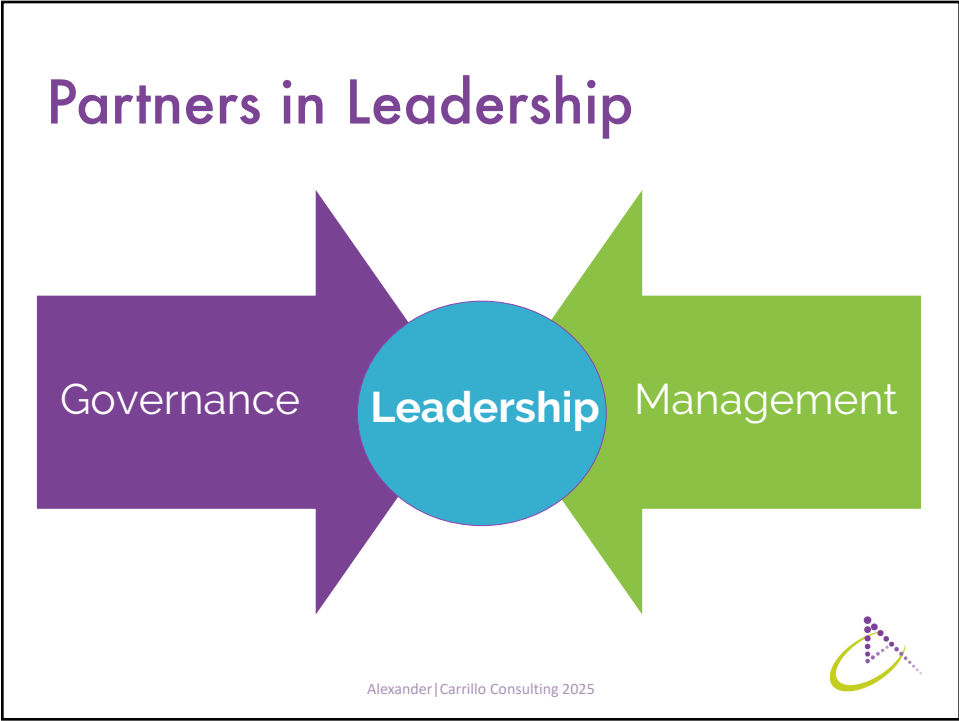 Partners in Leadership
Governance
Leadership
Management
Alexander|Carrillo Consulting 2025